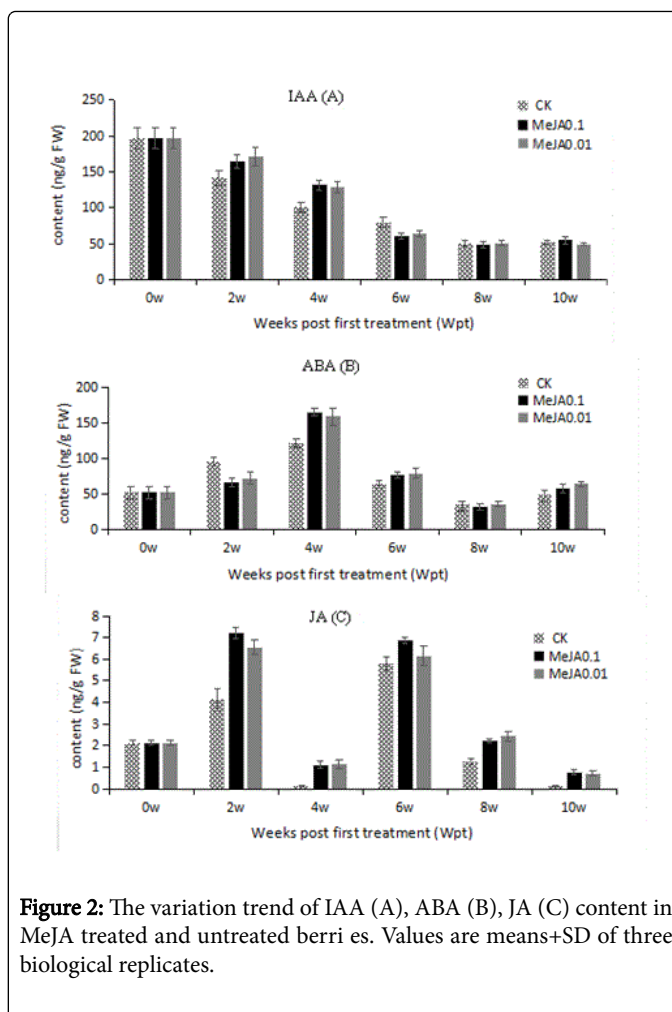 IAA (A)
250
200
150
100
50
0
content (ng/g FW)
CK
MeJA0.1
MeJA0.01
0w 2w 4w 6w 8w 10w
Weeks post first treatment (Wpt)
ABA (B)
200
150
100
50
0
content (ng/g FW)
CK
MeJA0.1
MeJA0.01
0w 2w 4w 6w 8w 10w
Weeks post first treatment (Wpt)
JA (C)
8
7
6
5
4
3
2
1
0
content (ng/g FW)
CK
MeJA0.1
MeJA0.01
0w 2w 4w 6w 8w 10w
Weeks post first treatment (Wpt)
Figure 2: The variation trend of IAA (A), ABA (B), JA (C) content in
MeJA treated and untreated berri es. Values are means+SD of three
biological replicates.